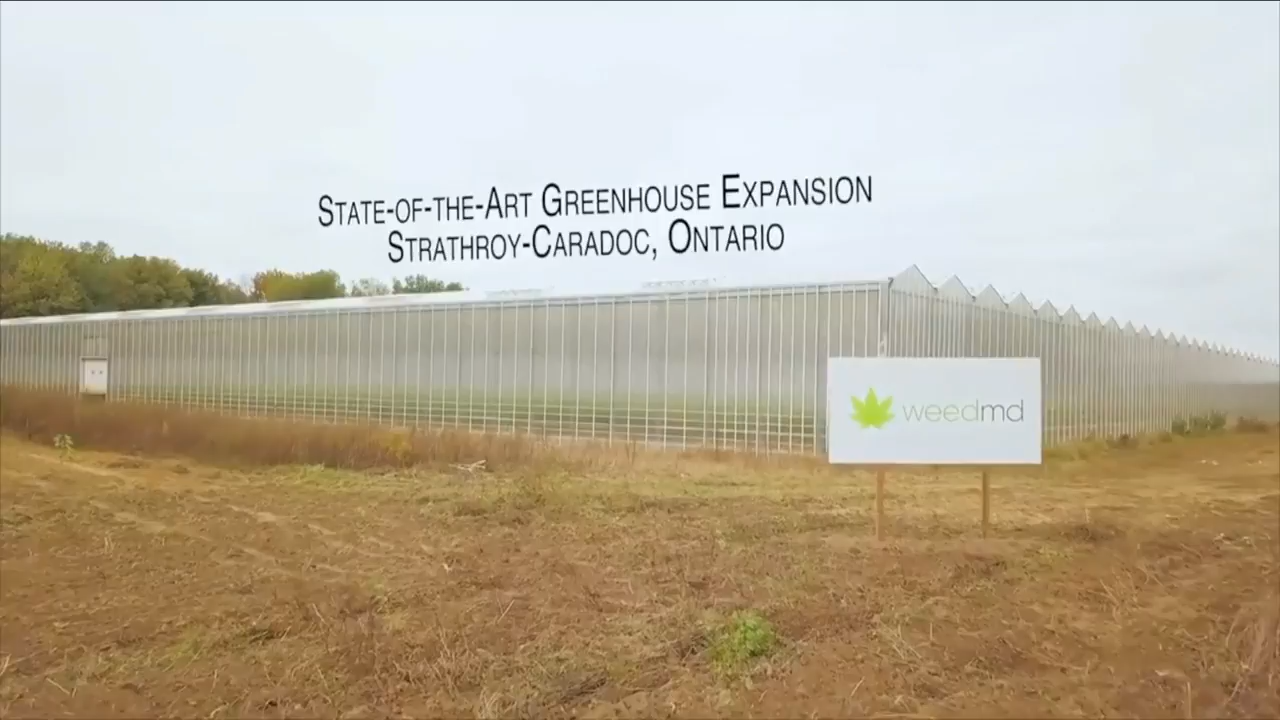 State-of-the-Art Greenhouse Expansion
Strathroy-Caradoc, Ontario
weedmd